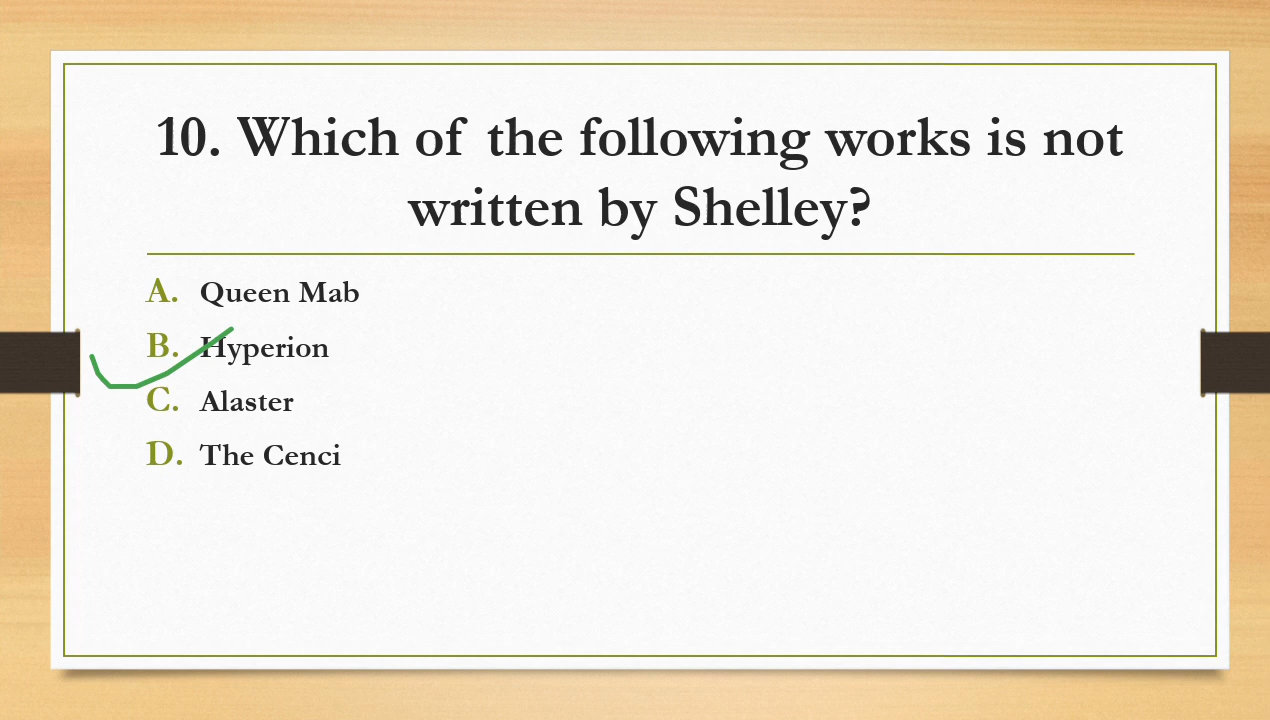 10. Which of the following works is not
written by Shelley?
A. Queen Mab
B. Hyperion
C. Alaster
D. The Cenci